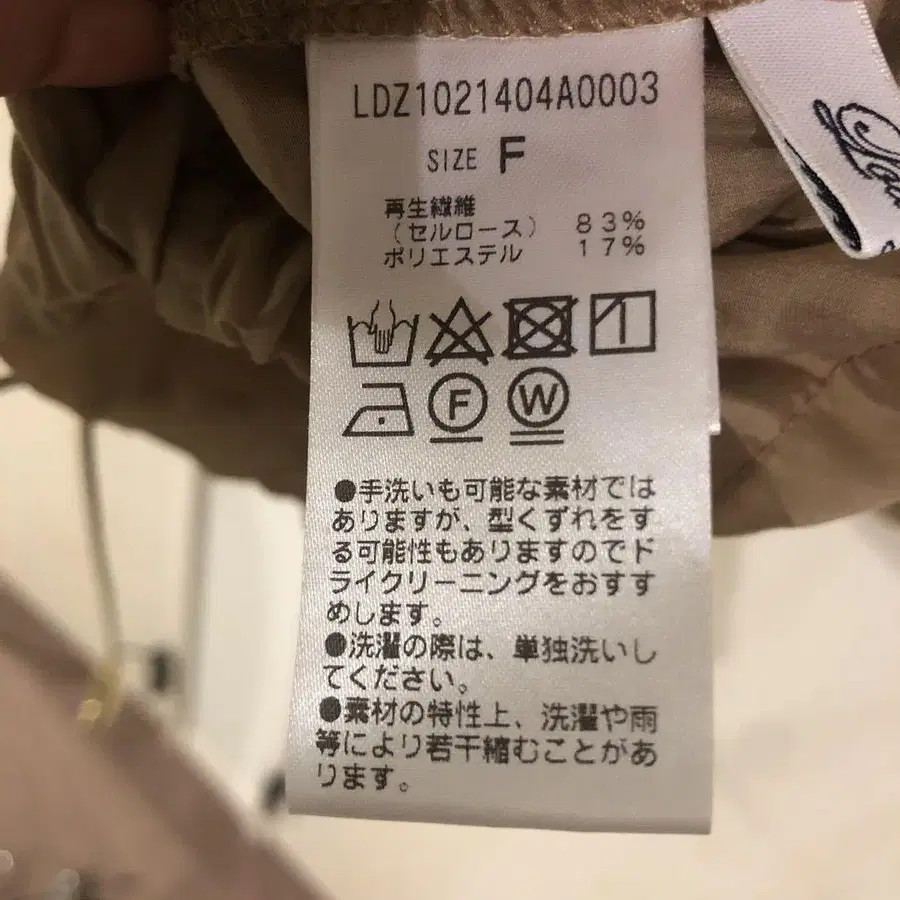 LDZ1021404A0003
SIZE F
再生繊維
（セルロース） 83%
ポリエステル 17%
F W
●手洗いも可能な素材では
ありますが、型くずれをす
る可能性もありますのでド
ライクリーニングをおすす
めします。
●洗濯の際は、単独洗いし
てください。
●素材の特性上、洗濯や雨
等により若干縮むことがあ
ります。